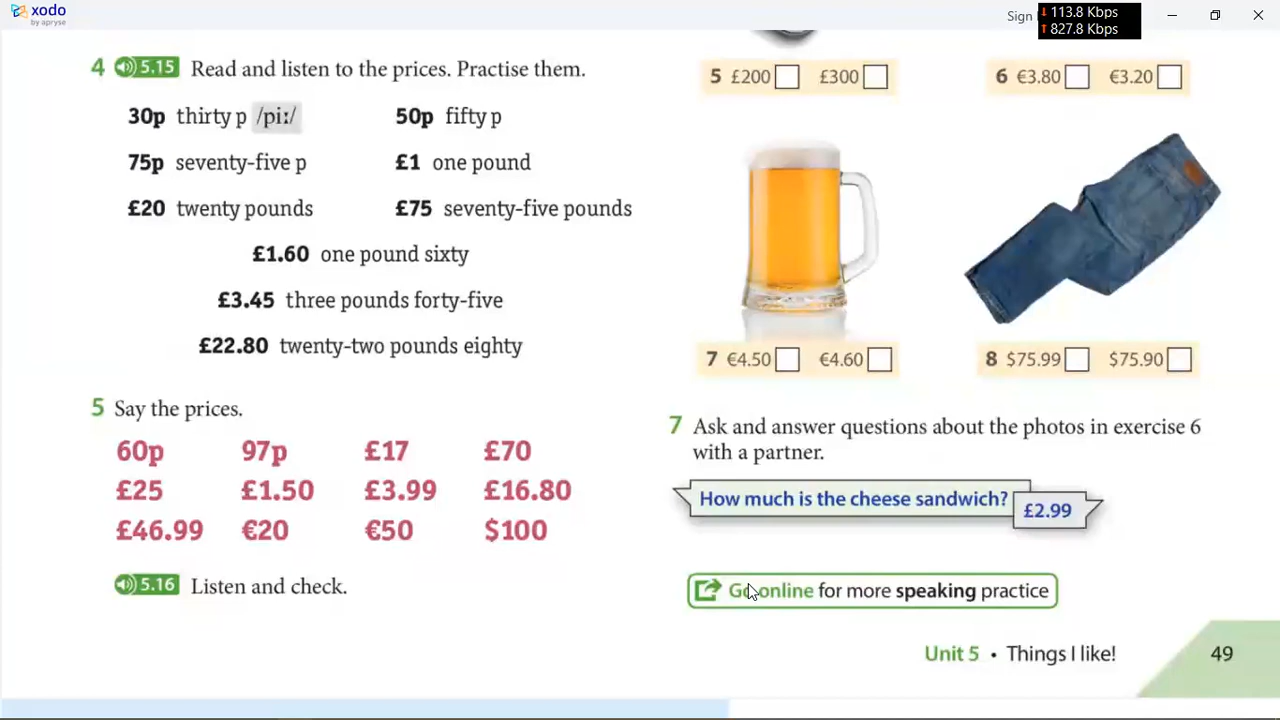 xodo
by apryse
Sign
↓ 113.8 Kbps
↑ 827.8 Kbps
4 5.15 Read and listen to the prices. Practise them.
30p thirty p /piː/ 50p fifty p
75p seventy-five p £1 one pound
£20 twenty pounds £75 seventy-five pounds
£1.60 one pound sixty
£3.45 three pounds forty-five
£22.80 twenty-two pounds eighty
5 Say the prices.
60p 97p £17 £70
£25 £1.50 £3.99 £16.80
£46.99 €20 €50 $100
5.16 Listen and check.
5 £200 £300
6 €3.80 €3.20
7 €4.50 €4.60
8 $75.99 $75.90
7 Ask and answer questions about the photos in exercise 6
with a partner.
How much is the cheese sandwich?
£2.99
Go online for more speaking practice
Unit 5 • Things I like! 49